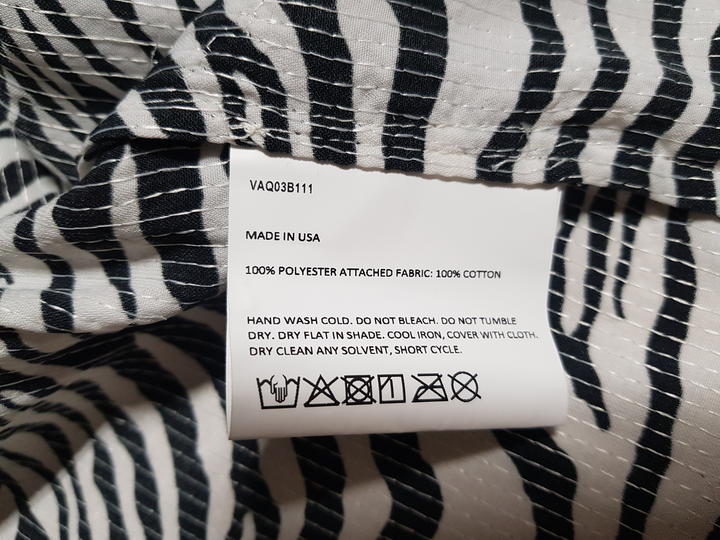 VAQ03B111
MADE IN USA
100% POLYESTER ATTACHED FABRIC: 100% COTTON
HAND WASH COLD. DO NOT BLEACH. DO NOT TUMBLE
DRY. DRY FLAT IN SHADE. COOL IRON, COVER WITH CLOTH.
DRY CLEAN ANY SOLVENT, SHORT CYCLE.